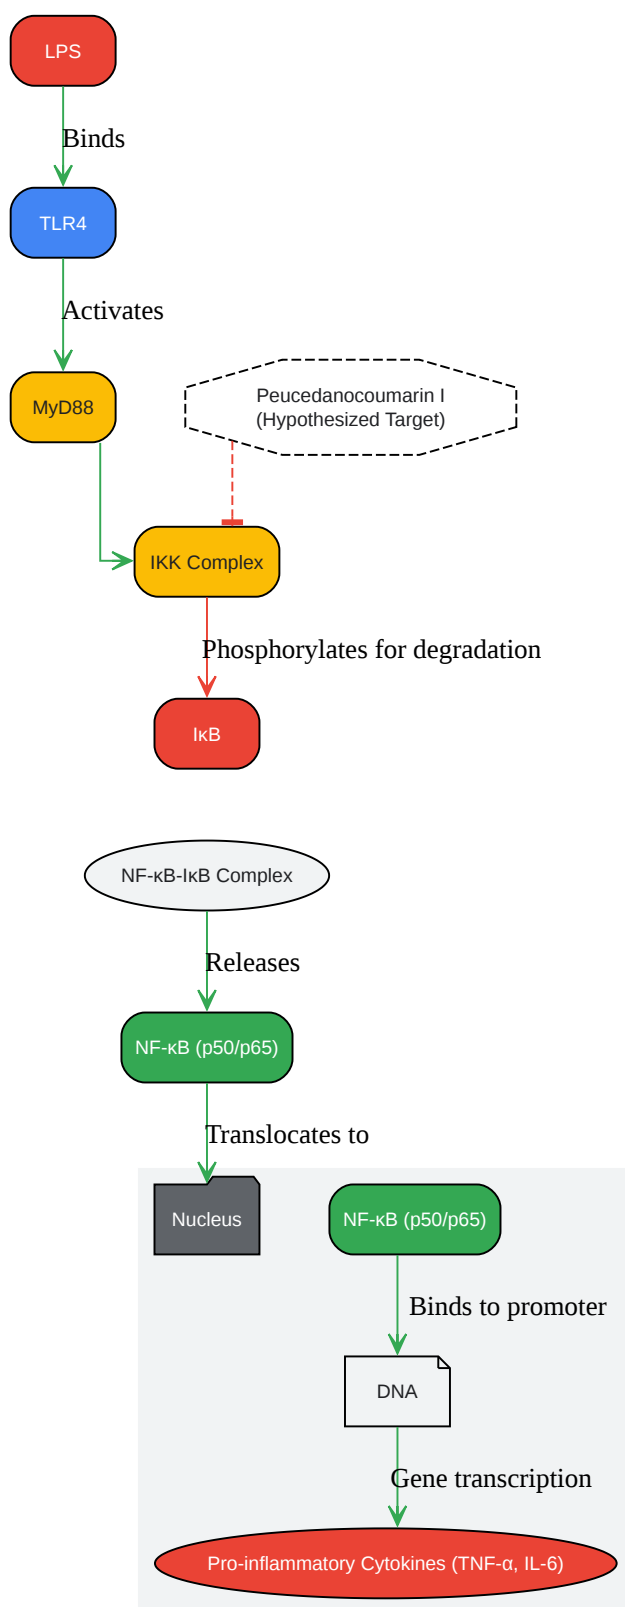 LPS
Binds
TLR4
Activates
MyD88
Peucedanocoumarin I
(Hypothesized Target)
IKK Complex
Phosphorylates for degradation
IκB
NF-κB-IκB Complex
Releases
NF-κB (p50/p65)
Translocates to
Nucleus
NF-κB (p50/p65)
Binds to promoter
DNA
Gene transcription
Pro-inflammatory Cytokines (TNF-α, IL-6)